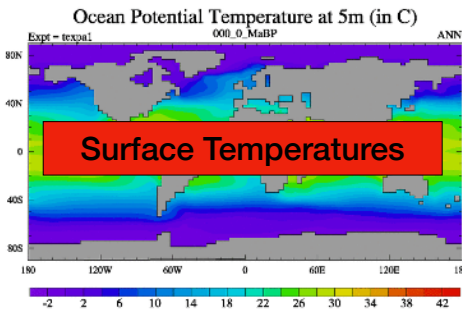 Ocean Potential Temperature at 5m (in C)
Expt = texpa1 000_0_MaBP ANN
80N
40N
Surface Temperatures
0
40S
80S
180 120W 60W 0 60E 120E 18
-2 2 6 10 14 18 22 26 30 34 38 42